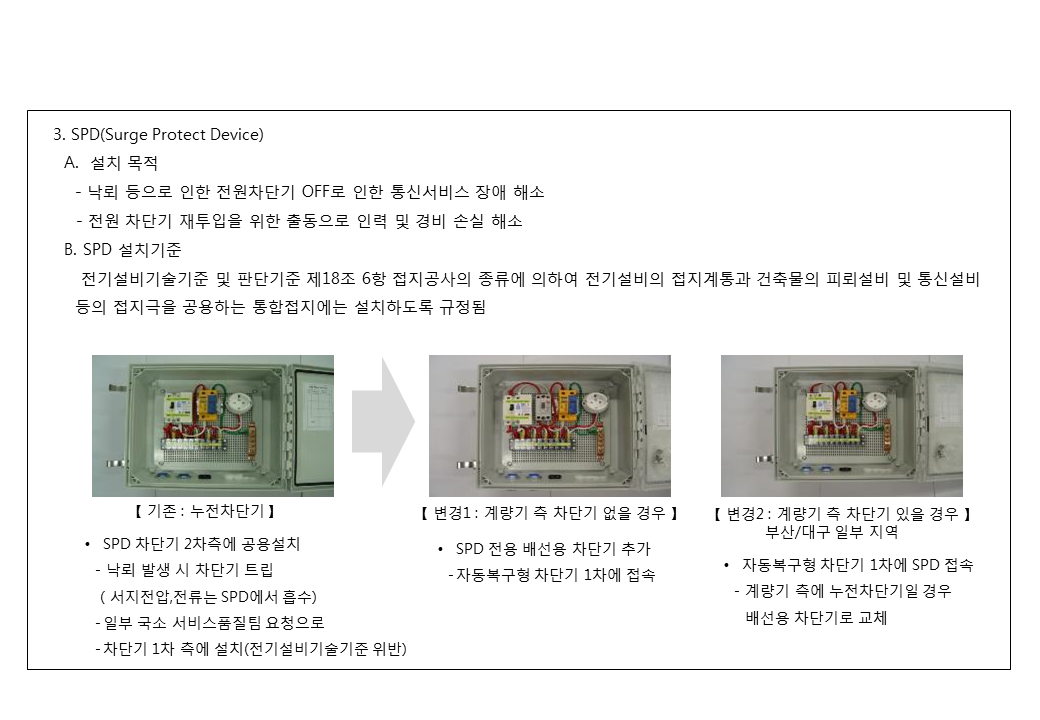 3. SPD(Surge Protect Device)
A. 설치 목적
- 낙뢰 등으로 인한 전원차단기 OFF로 인한 통신서비스 장애 해소
- 전원 차단기 재투입을 위한 출동으로 인력 및 경비 손실 해소
B. SPD 설치기준
전기설비기술기준 및 판단기준 제18조 6항 접지공사의 종류에 의하여 전기설비의 접지계통과 건축물의 피뢰설비 및 통신설비
등의 접지극을 공용하는 통합접지에는 설치하도록 규정됨
【 기존 : 누전차단기 】
• SPD 차단기 2차측에 공용설치
- 낙뢰 발생 시 차단기 트립
( 서지전압,전류는 SPD에서 흡수)
- 일부 국소 서비스품질팀 요청으로
- 차단기 1차 측에 설치(전기설비기술기준 위반)
【 변경1 : 계량기 측 차단기 없을 경우 】
• SPD 전용 배선용 차단기 추가
- 자동복구형 차단기 1차에 접속
【 변경2 : 계량기 측 차단기 있을 경우 】
부산/대구 일부 지역
• 자동복구형 차단기 1차에 SPD 접속
- 계량기 측에 누전차단기일 경우
배선용 차단기로 교체